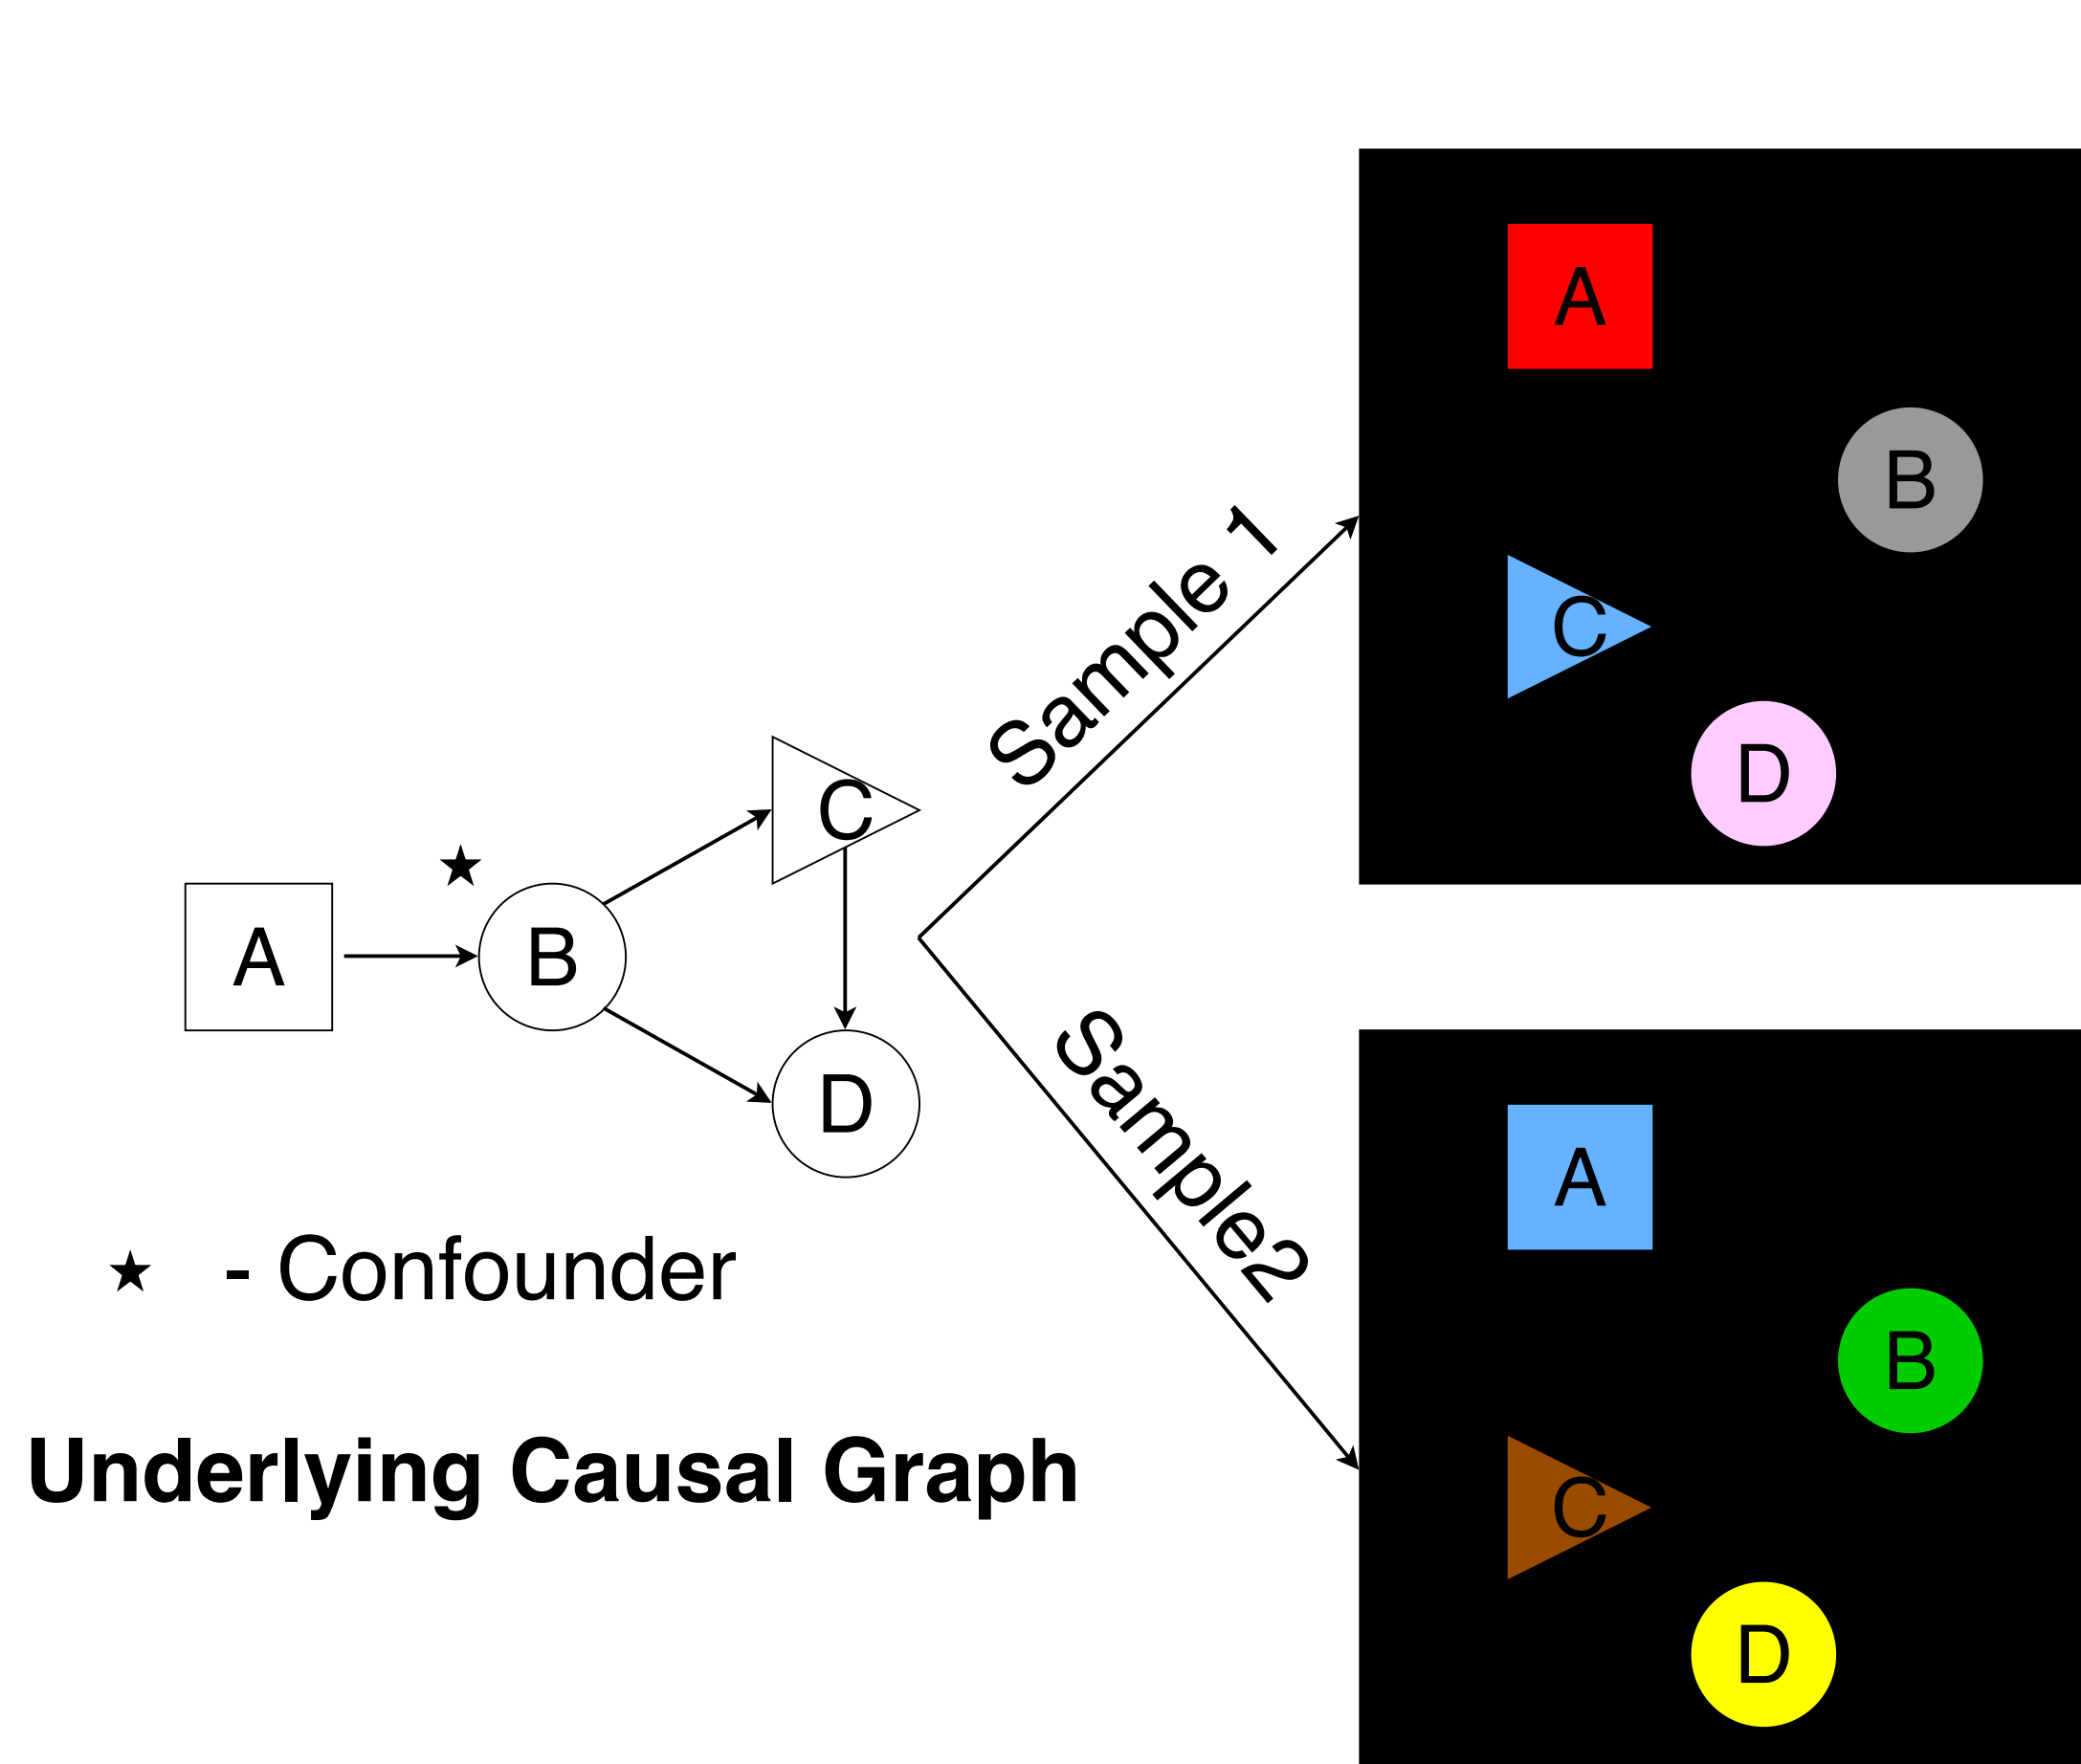 A
B
C
D
★ - Confounder
Underlying Causal Graph
Sample 1
Sample2
A
B
C
D
A
B
C
D